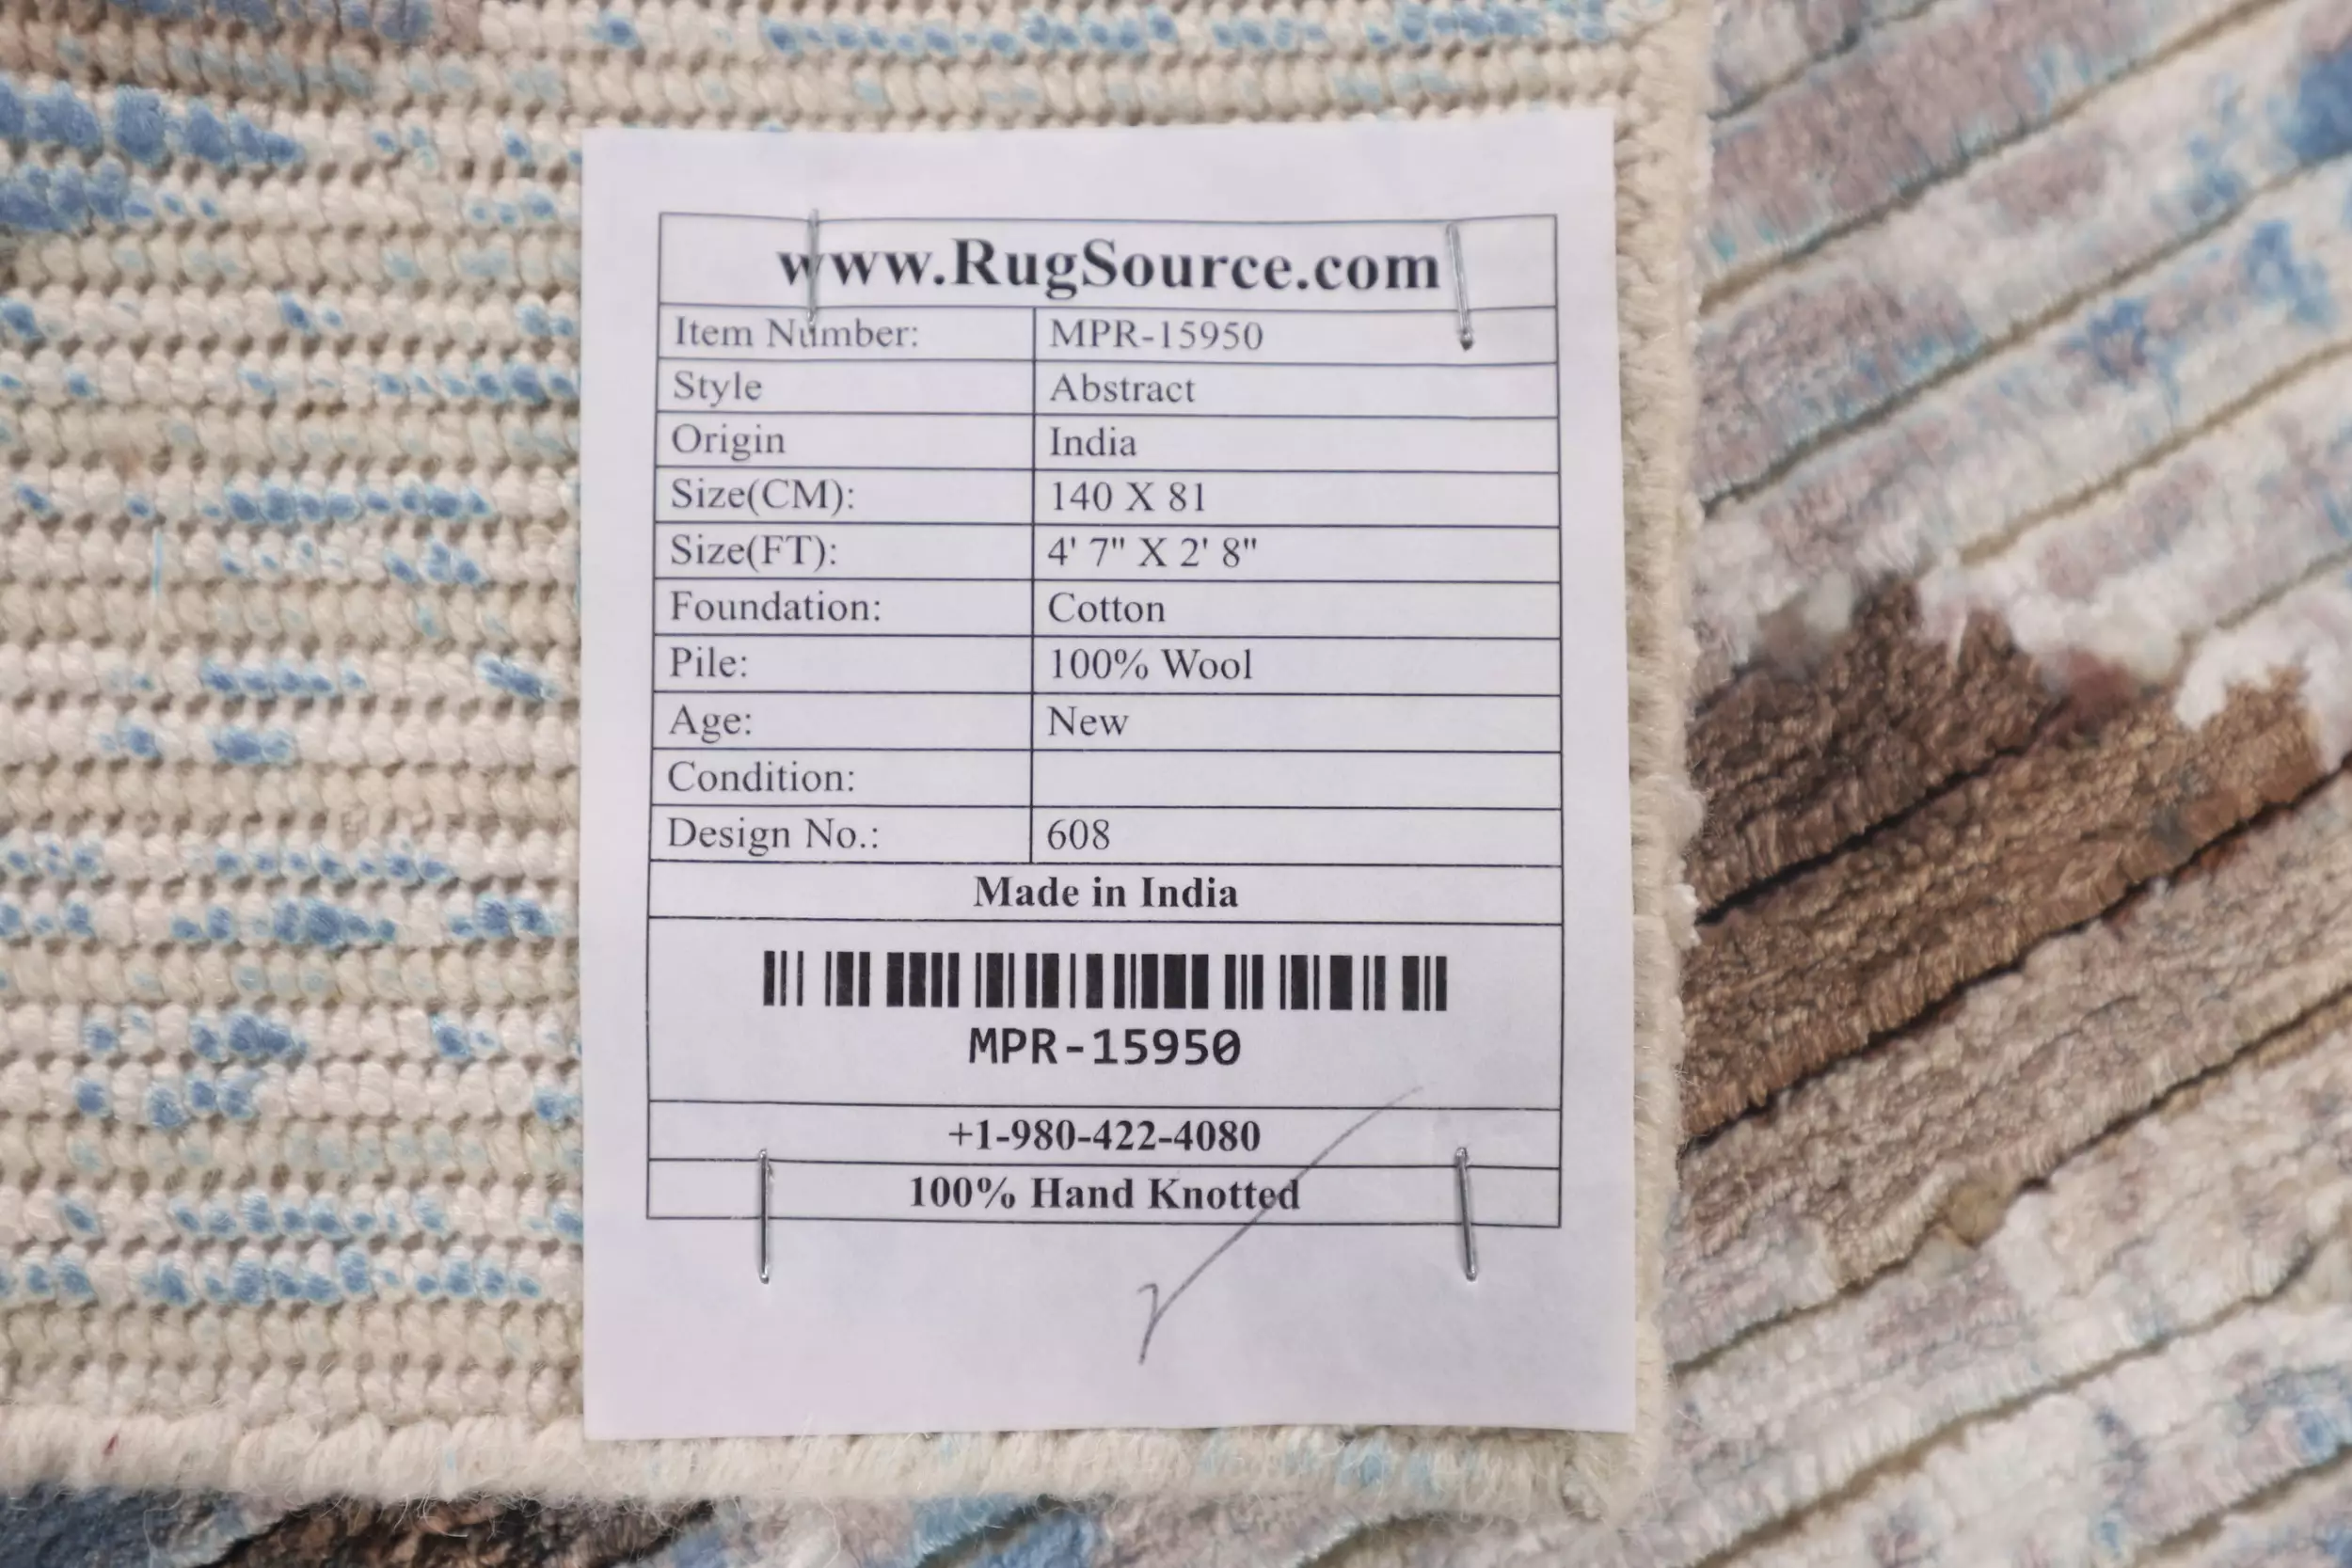 www.RugSource.com
Item Number: MPR-15950
Style Abstract
Origin India
Size(CM): 140 X 81
Size(FT): 4' 7" X 2' 8"
Foundation: Cotton
Pile: 100% Wool
Age: New
Condition:
Design No.: 608
Made in India
MPR-15950
+1-980-422-4080
100% Hand Knotted